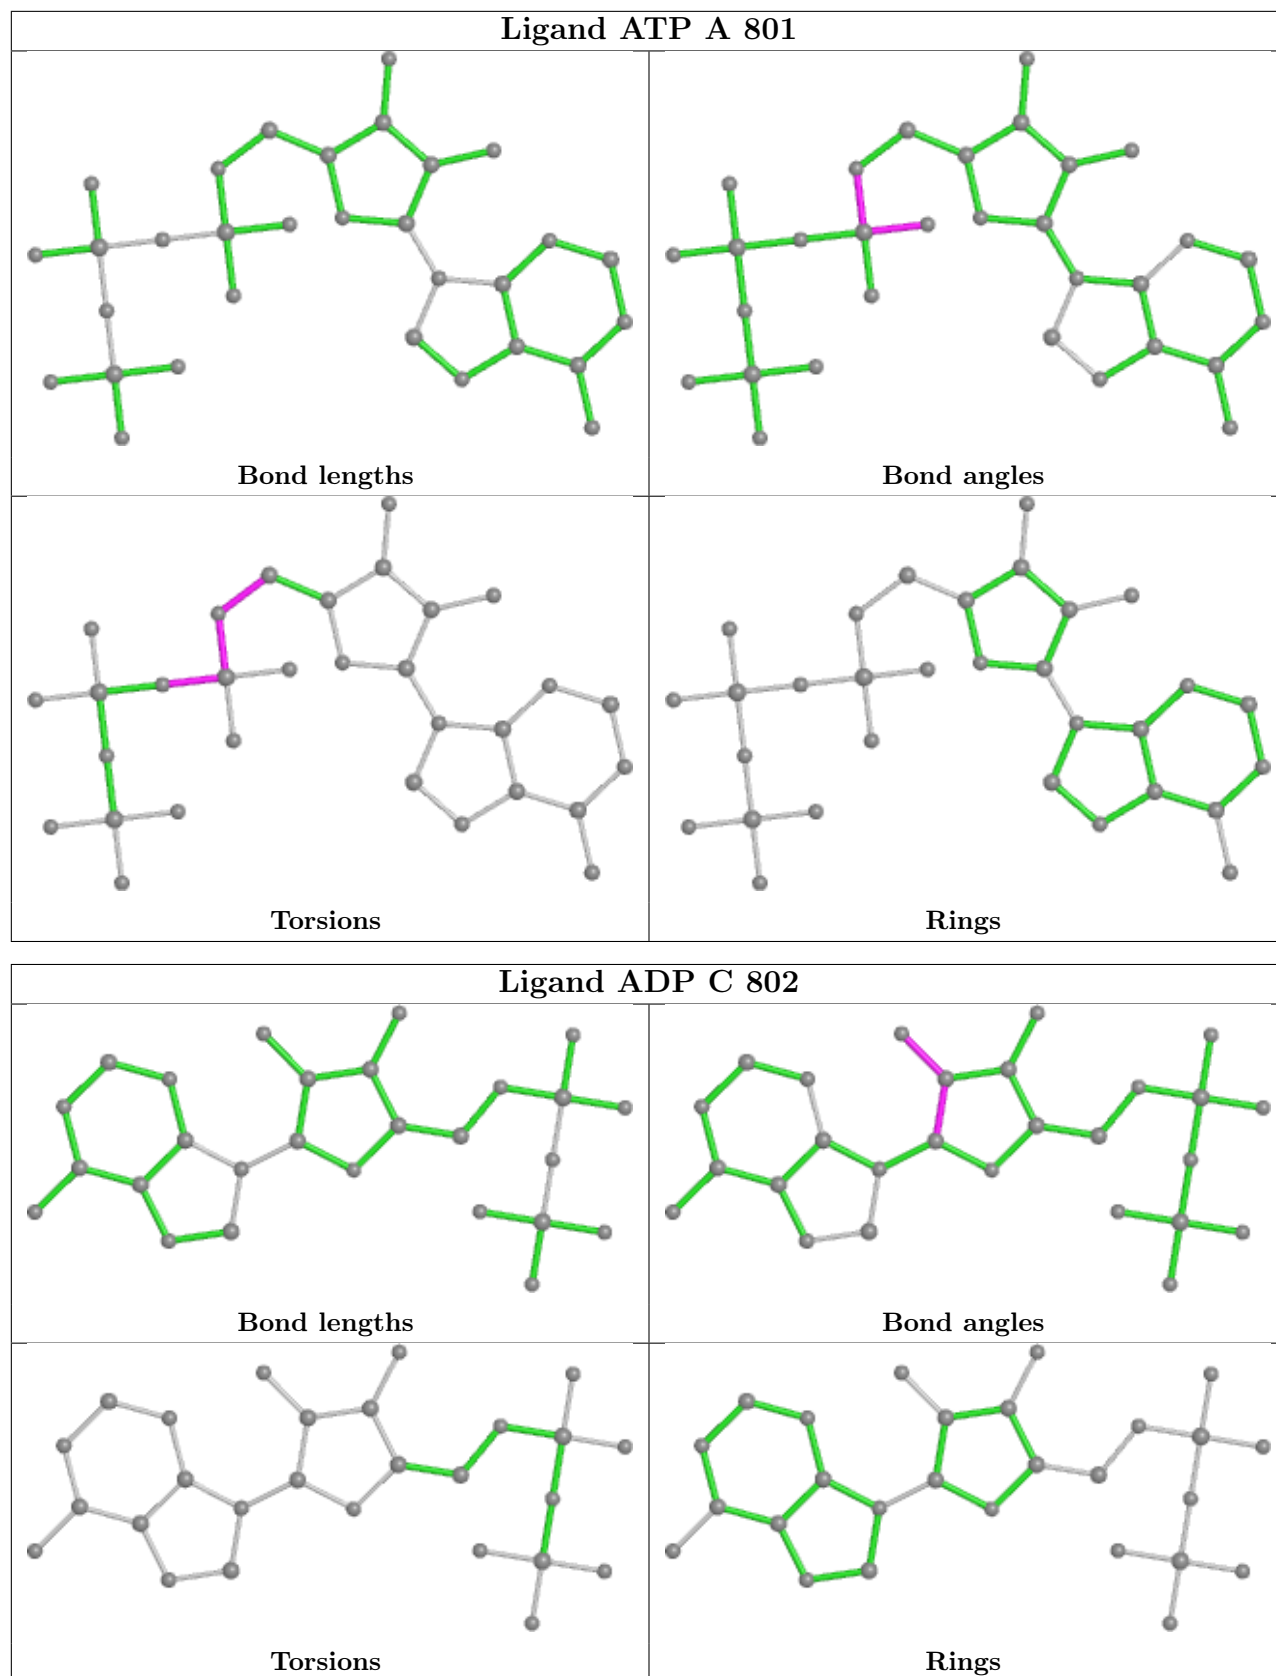 Ligand ATP A 801
Bond lengths
Bond angles
Torsions
Rings
Ligand ADP C 802
Bond lengths
Bond angles
Torsions
Rings